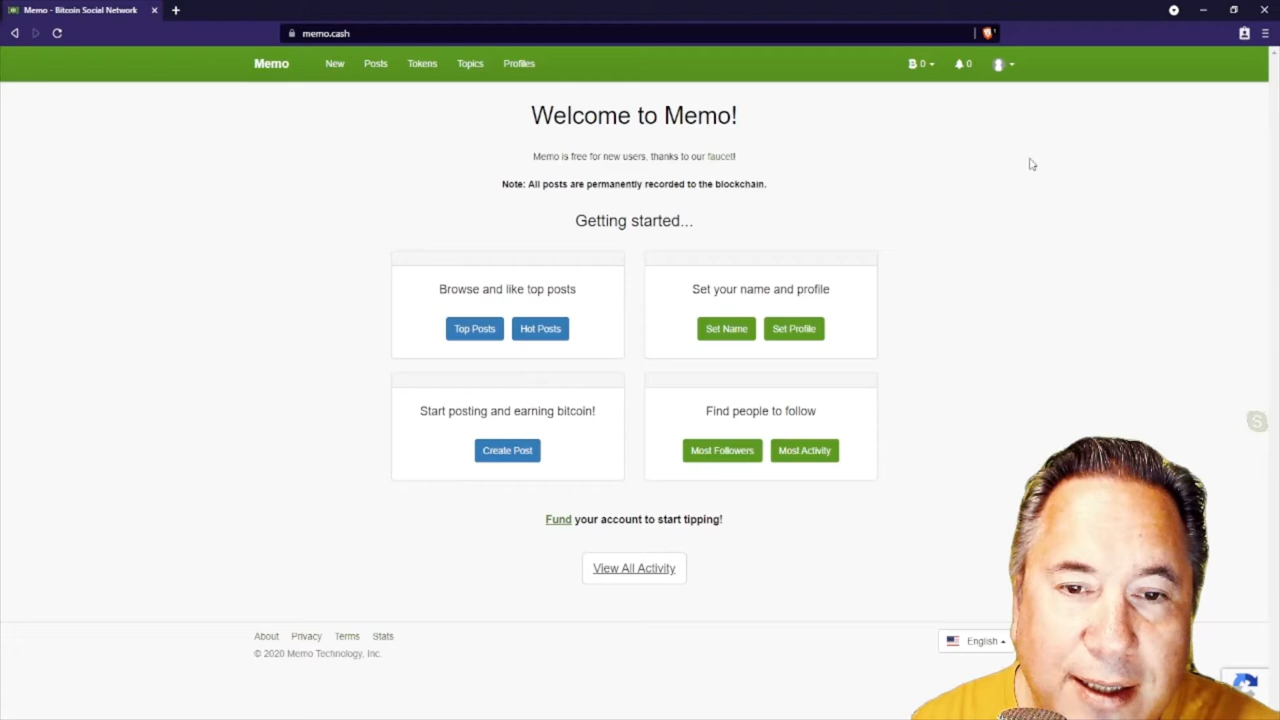 Memo - Bitcoin Social Network
memo.cash
Memo New Posts Tokens Topics Profiles 0 0
Welcome to Memo!
Memo is free for new users, thanks to our faucet!
Note: All posts are permanently recorded to the blockchain.
Getting started...
Browse and like top posts
Top Posts Hot Posts
Set your name and profile
Set Name Set Profile
Start posting and earning bitcoin!
Create Post
Find people to follow
Most Followers Most Activity
Fund your account to start tipping!
View All Activity
About Privacy Terms Stats
© 2020 Memo Technology, Inc.
English